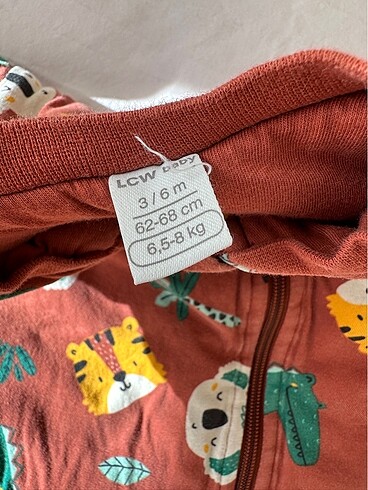 LCW baby
3 / 6 m
62-68 cm
6,5-8 kg